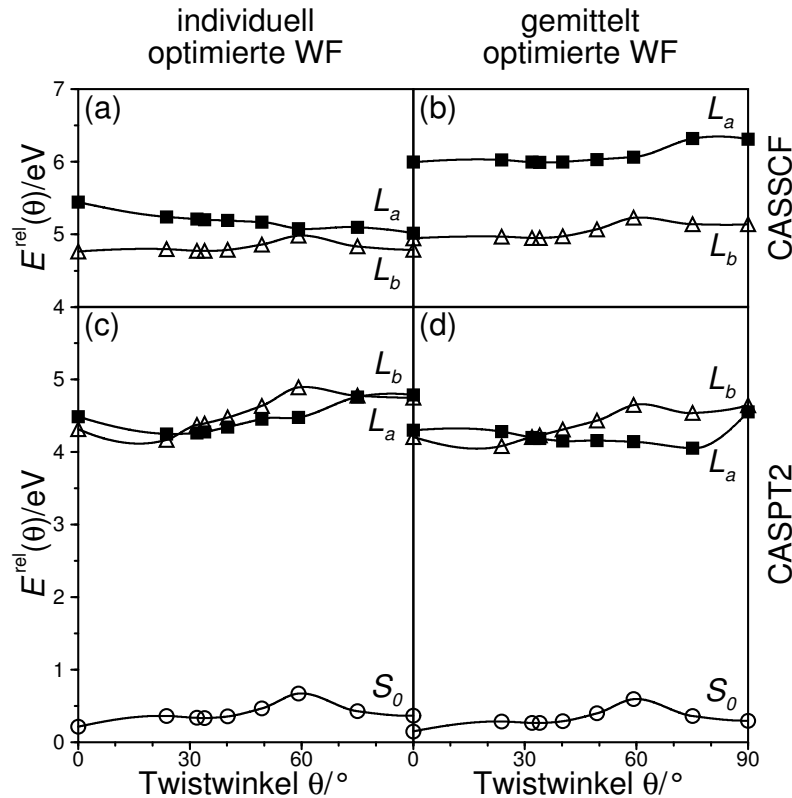 individuell
optimierte WF
gemittelt
optimierte WF
(a)
(b)
7
6
5
4
E^rel(θ)/eV
L_a
L_b
L_a
L_b
CASSCF
(c)
(d)
5
4
3
2
1
0
E^rel(θ)/eV
L_b
L_a
S_0
L_b
L_a
S_0
CASPT2
0
30
60
0
30
60
90
Twistwinkel θ/°
Twistwinkel θ/°